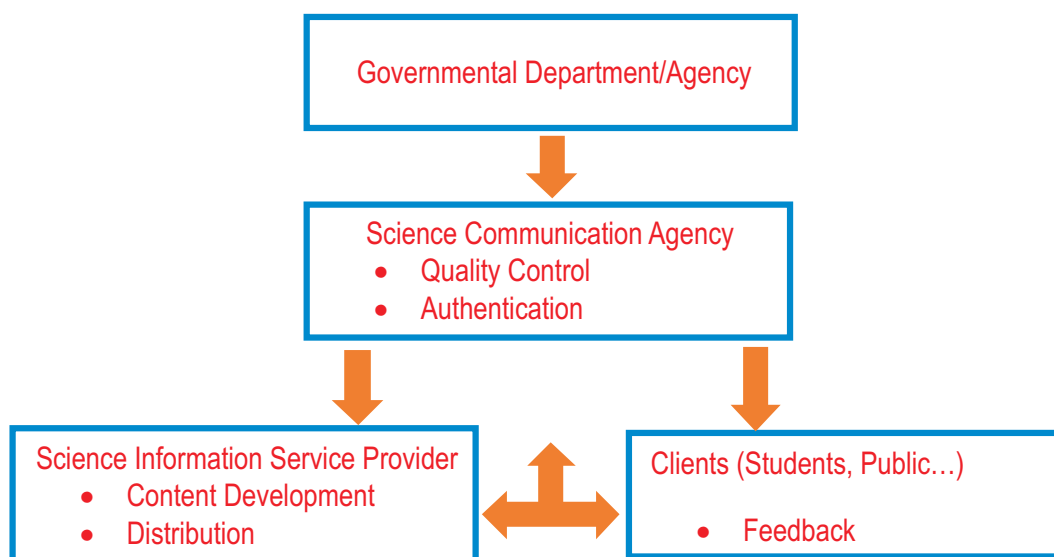 Governmental Department/Agency
Science Communication Agency
• Quality Control
• Authentication
Science Information Service Provider
• Content Development
• Distribution
Clients (Students, Public…)
• Feedback